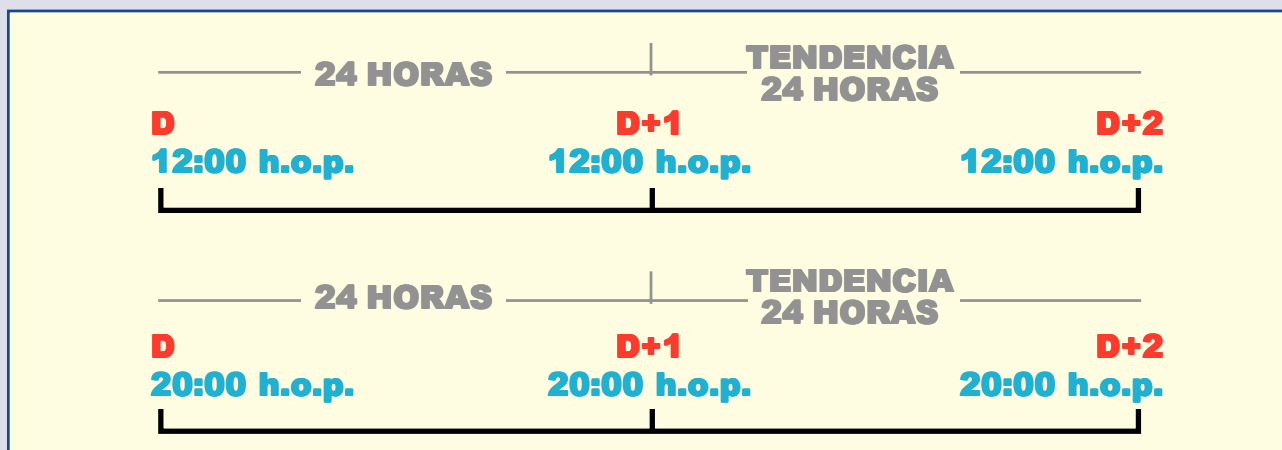 24 HORAS
TENDENCIA
24 HORAS
D D+1 D+2
12:00 h.o.p. 12:00 h.o.p. 12:00 h.o.p.
24 HORAS
TENDENCIA
24 HORAS
D D+1 D+2
20:00 h.o.p. 20:00 h.o.p. 20:00 h.o.p.